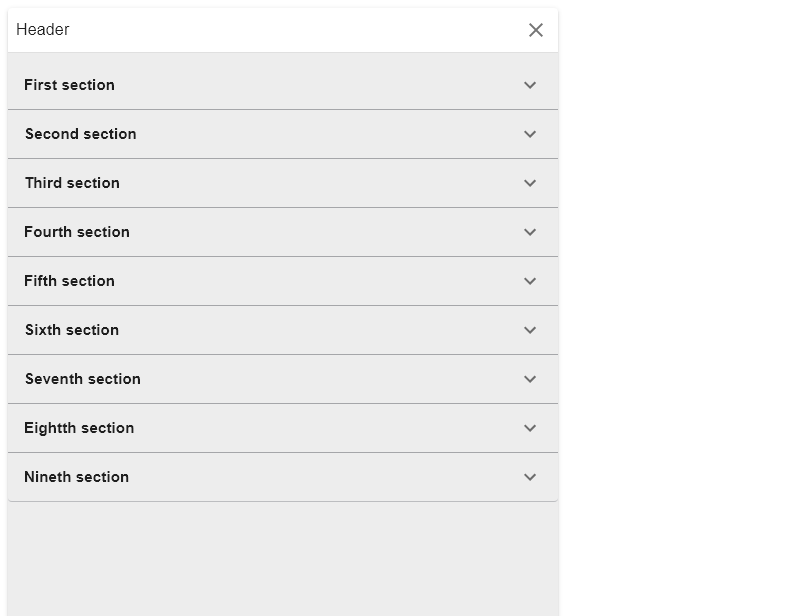 Header
First section
Second section
Third section
Fourth section
Fifth section
Sixth section
Seventh section
Eightth section
Nineth section